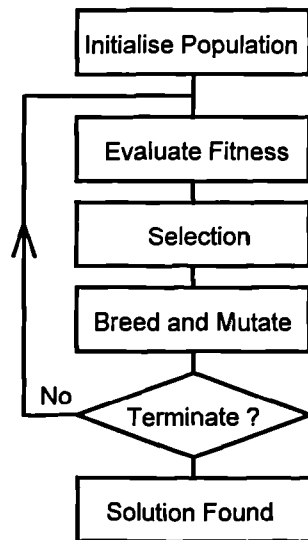 Initialise Population
Evaluate Fitness
Selection
Breed and Mutate
No
Terminate ?
Solution Found